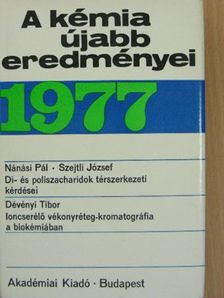 A kémia
újabb
eredményei
1977
Nánási Pál · Szejtli József
Di- és poliszacharidok térszerkezeti
kérdései
Dévényi Tibor
Ioncserélő vékonyréteg-kromatográfia
a biokémiában
Akadémiai Kiadó · Budapest